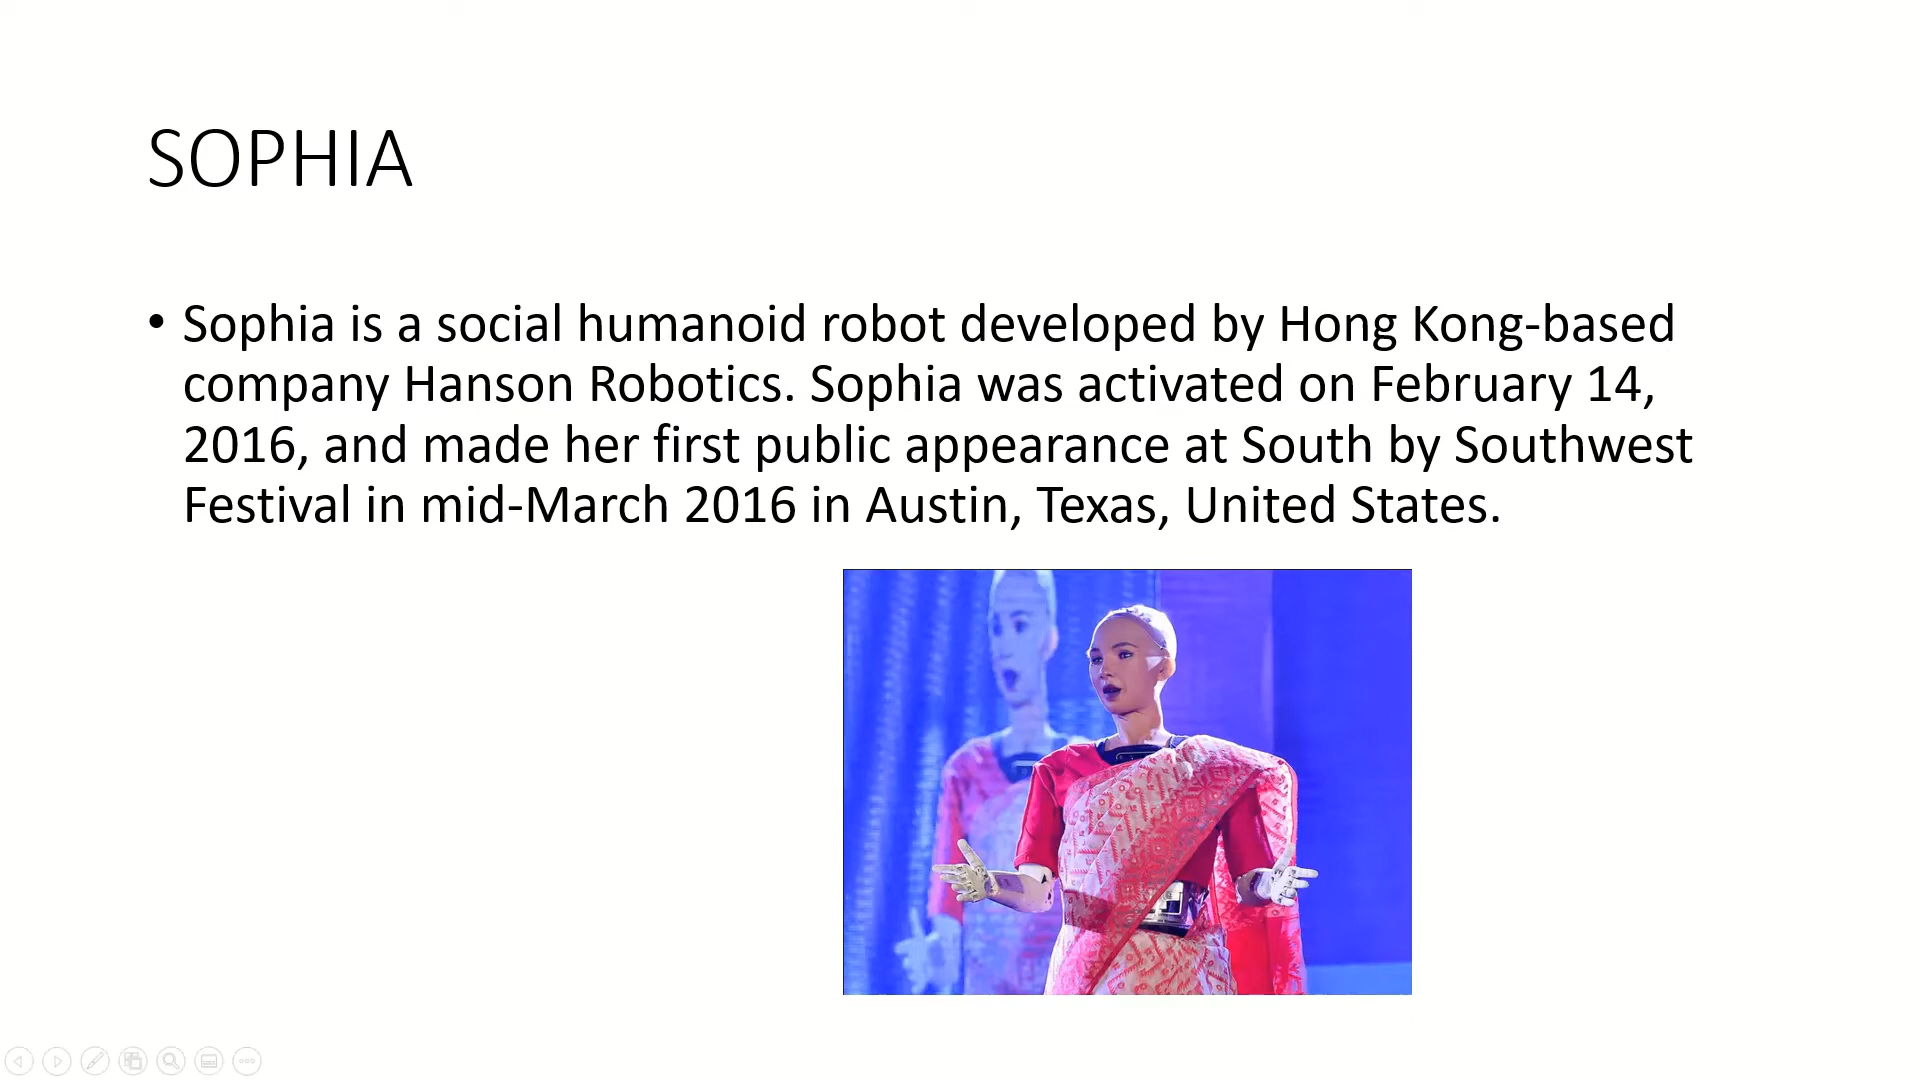 SOPHIA
• Sophia is a social humanoid robot developed by Hong Kong-based
company Hanson Robotics. Sophia was activated on February 14,
2016, and made her first public appearance at South by Southwest
Festival in mid-March 2016 in Austin, Texas, United States.